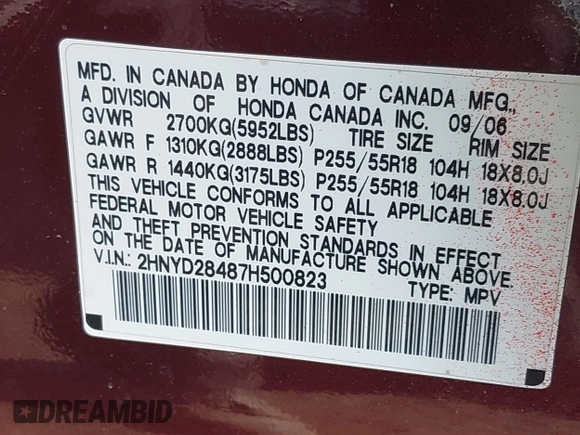 MFD. IN CANADA BY HONDA OF CANADA MFG.,
A DIVISION OF HONDA CANADA INC. 09/06
GVWR 2700KG(5952LBS) TIRE SIZE RIM SIZE
GAWR F 1310KG(2888LBS) P255/55R18 104H 18X8.0J
GAWR R 1440KG(3175LBS) P255/55R18 104H 18X8.0J
THIS VEHICLE CONFORMS TO ALL APPLICABLE
FEDERAL MOTOR VEHICLE SAFETY
AND THEFT PREVENTION STANDARDS IN EFFECT
ON THE DATE OF MANUFACTURE SHOWN ABOVE.
V.I.N.: 2HNYD28487H500823 TYPE: MPV
DREAMBID